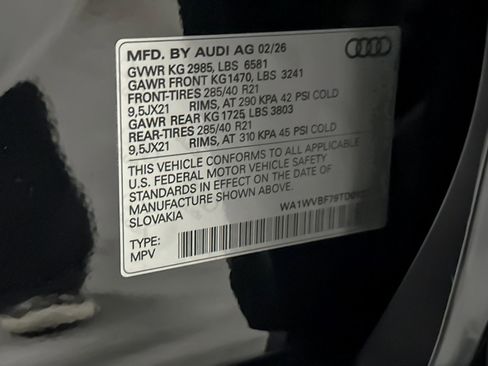 MFD. BY AUDI AG 02/26
GVWR KG 2985, LBS 6581
GAWR FRONT KG1470, LBS 3241
FRONT-TIRES 285/40 R21
9,5JX21 RIMS, AT 290 KPA 42 PSI COLD
GAWR REAR KG 1725, LBS 3803
REAR-TIRES 285/40 R21
9,5JX21 RIMS, AT 310 KPA 45 PSI COLD
THIS VEHICLE CONFORMS TO ALL APPLICABLE
U.S. FEDERAL MOTOR VEHICLE SAFETY
STANDARDS IN EFFECT ON THE DATE OF
MANUFACTURE SHOWN ABOVE.
SLOVAKIA
WA1WVBF79TD0
TYPE:
MPV